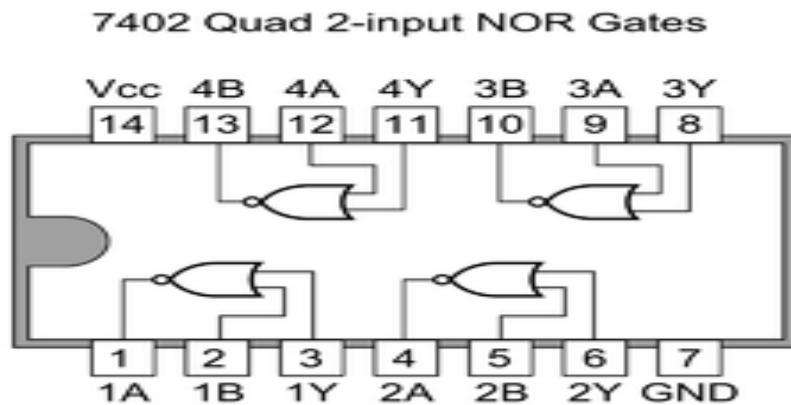 7402 Quad 2-input NOR Gates
Vcc 4B 4A 4Y 3B 3A 3Y
14 13 12 11 10 9 8
1 2 3 4 5 6 7
1A 1B 1Y 2A 2B 2Y GND